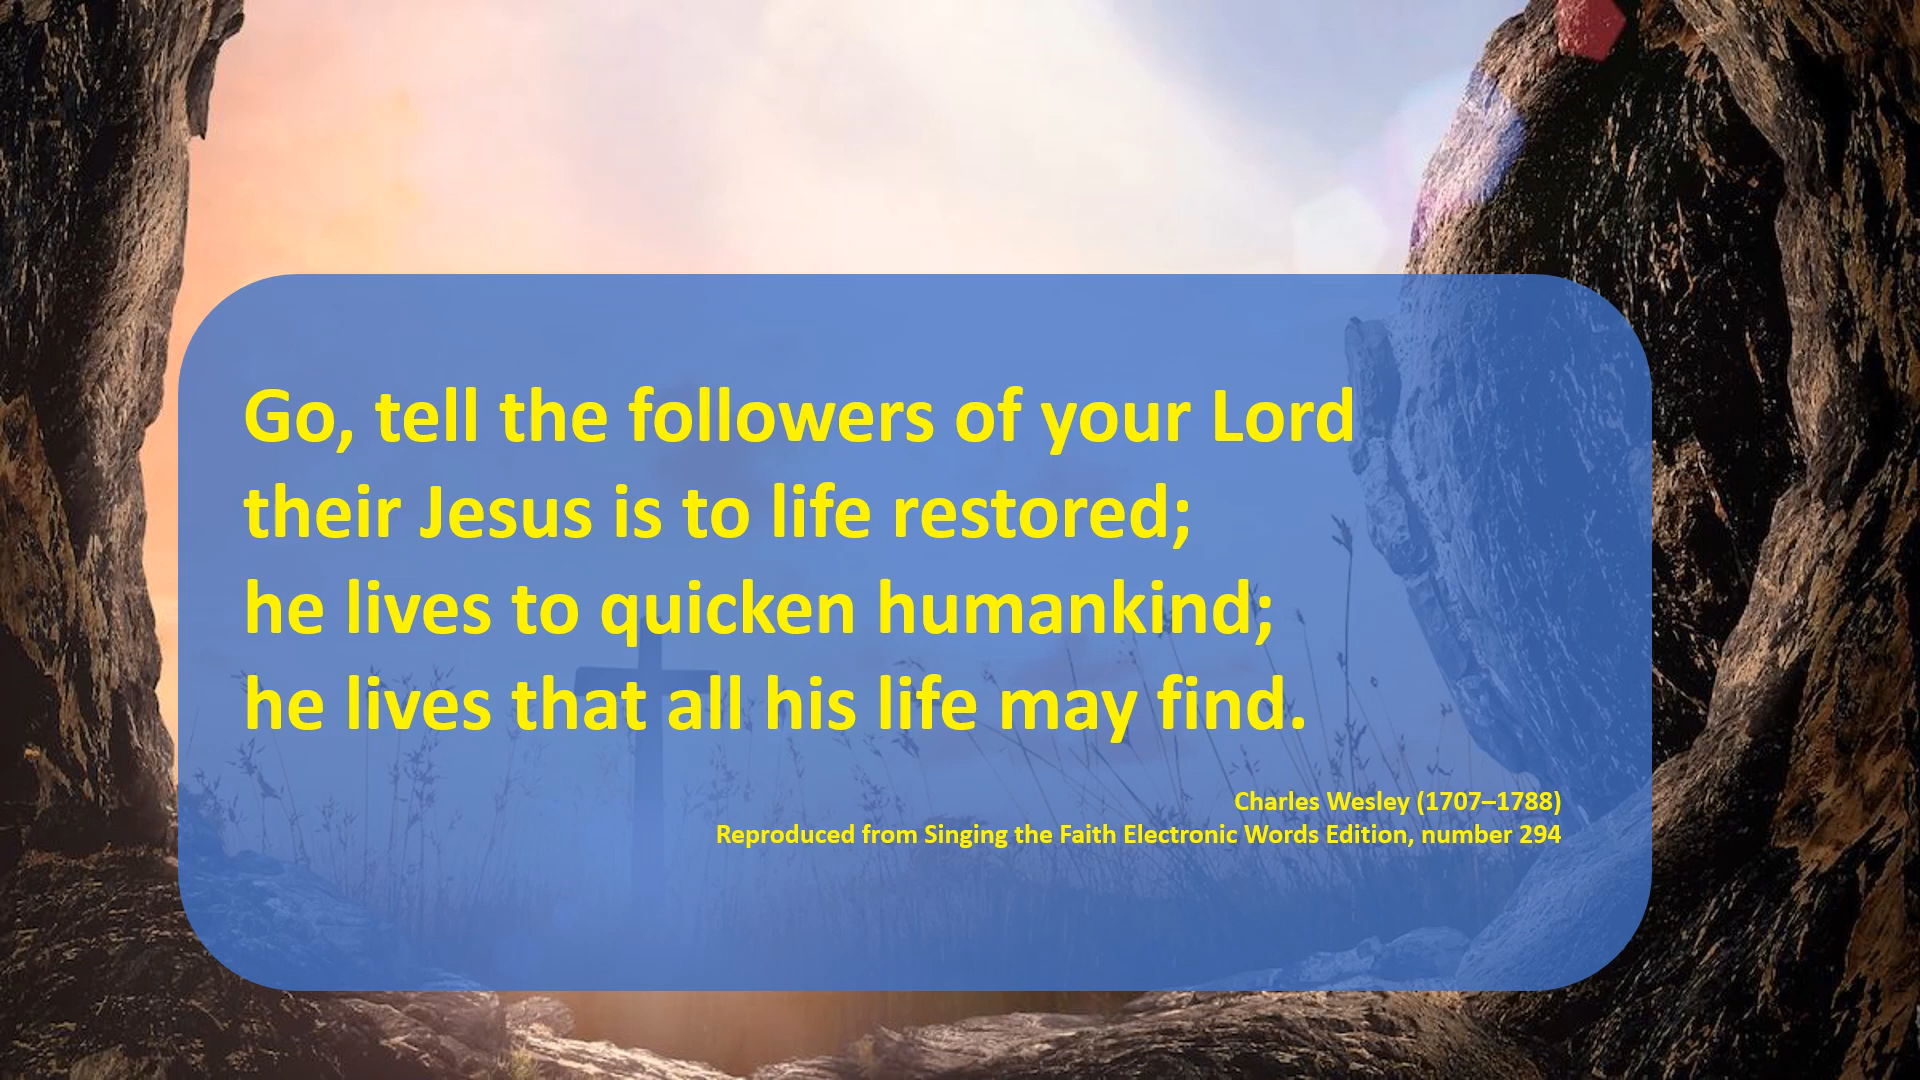 Go, tell the followers of your Lord
their Jesus is to life restored;
he lives to quicken humankind;
he lives that all his life may find.
Charles Wesley (1707–1788)
Reproduced from Singing the Faith Electronic Words Edition, number 294